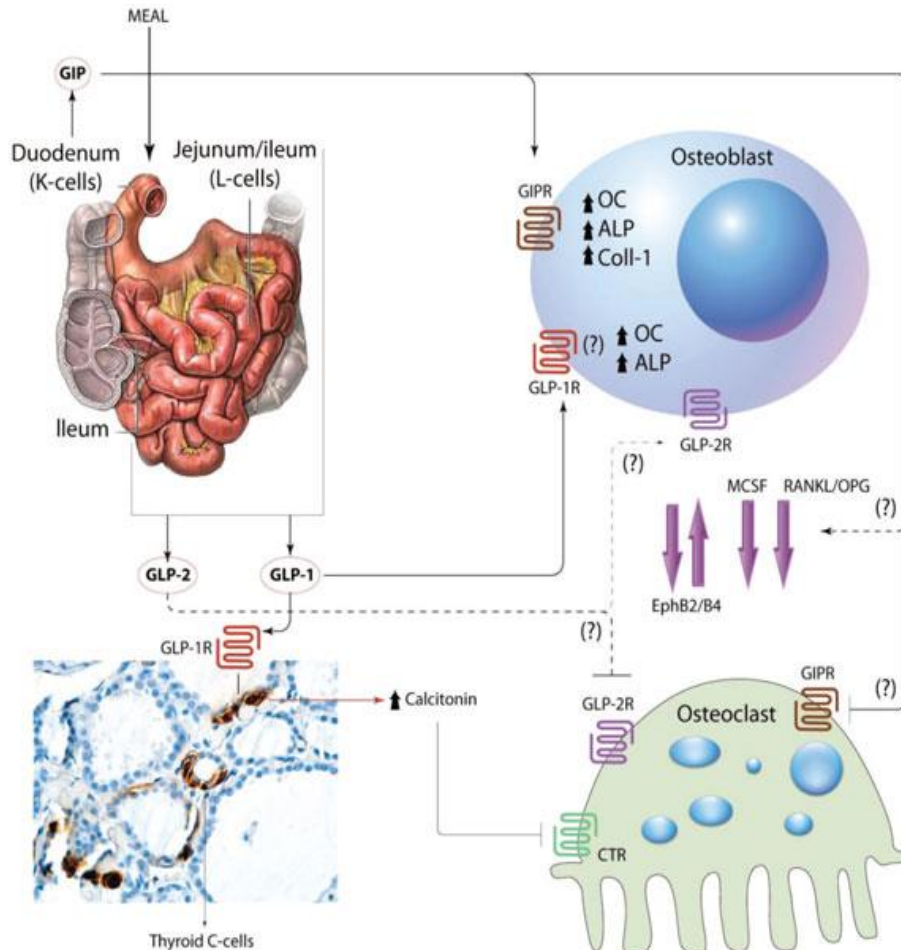 MEAL
GIP
Duodenum
(K-cells)
Jejunum/ileum
(L-cells)
Ileum
GLP-2
GLP-1
GLP-1R
Calcitonin
Thyroid C-cells
Osteoblast
GIPR
OC
ALP
Coll-1
(?)
OC
ALP
GLP-1R
GLP-2R
(?)
MCSF
RANKL/OPG
(?)
EphB2/B4
(?)
GLP-2R
GIPR
(?)
Osteoclast
CTR